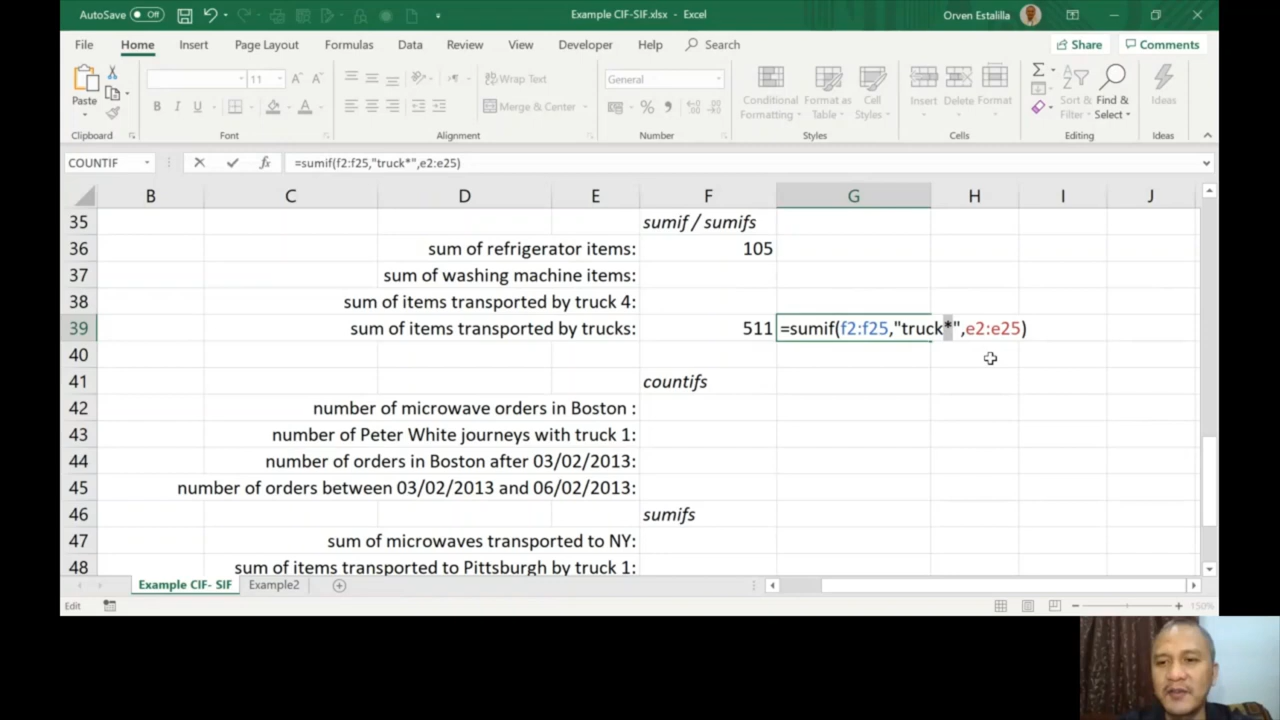 AutoSave Off Example CIF-SIF.xlsx - Excel Orven Estalilla
File Home Insert Page Layout Formulas Data Review View Developer Help Search Share Comments
11 A A Wrap Text General
Paste B I U A Merge & Center % Conditional Formatting Format as Table Cell Styles Insert Delete Format Sort & Filter Find & Select Ideas
Clipboard Font Alignment Number Styles Cells Editing Ideas
COUNTIF fx =sumif(f2:f25,"truck*",e2:e25)
B C D E F G H I J
35 sumif / sumifs
36 sum of refrigerator items: 105
37 sum of washing machine items:
38 sum of items transported by truck 4:
39 sum of items transported by trucks: 511 =sumif(f2:f25,"truck*",e2:e25)
40
41 countifs
42 number of microwave orders in Boston :
43 number of Peter White journeys with truck 1:
44 number of orders in Boston after 03/02/2013:
45 number of orders between 03/02/2013 and 06/02/2013:
46 sumifs
47 sum of microwaves transported to NY:
48 sum of items transported to Pittsburgh by truck 1:
Example CIF- SIF Example2
Edit 150%